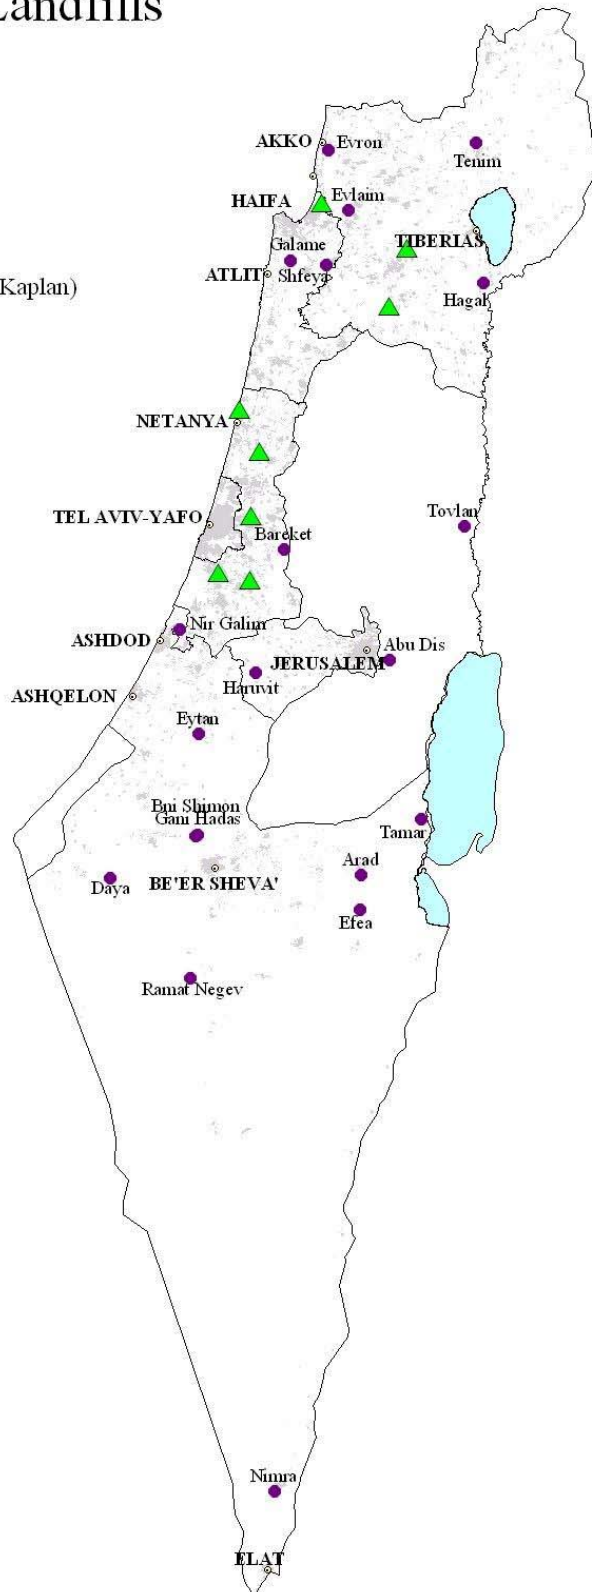 Landfills
AKKO
Evron
Tenim
HAIFA
Evlaim
TIBERIAS
Galame
ATLIT
Shfeya
Kaplan)
Hagal
NETANYA
TEL AVIV-YAFO
Tovlan
Bareket
Nir Galim
ASHDOD
Abu Dis
JERUSALEM
Haruvit
ASHQELON
Eytan
Bni Shimon
Gani Hadas
Tamar
Arad
BE'ER SHEVA'
Daya
Efea
Ramat Negev
Nimra
ELAT